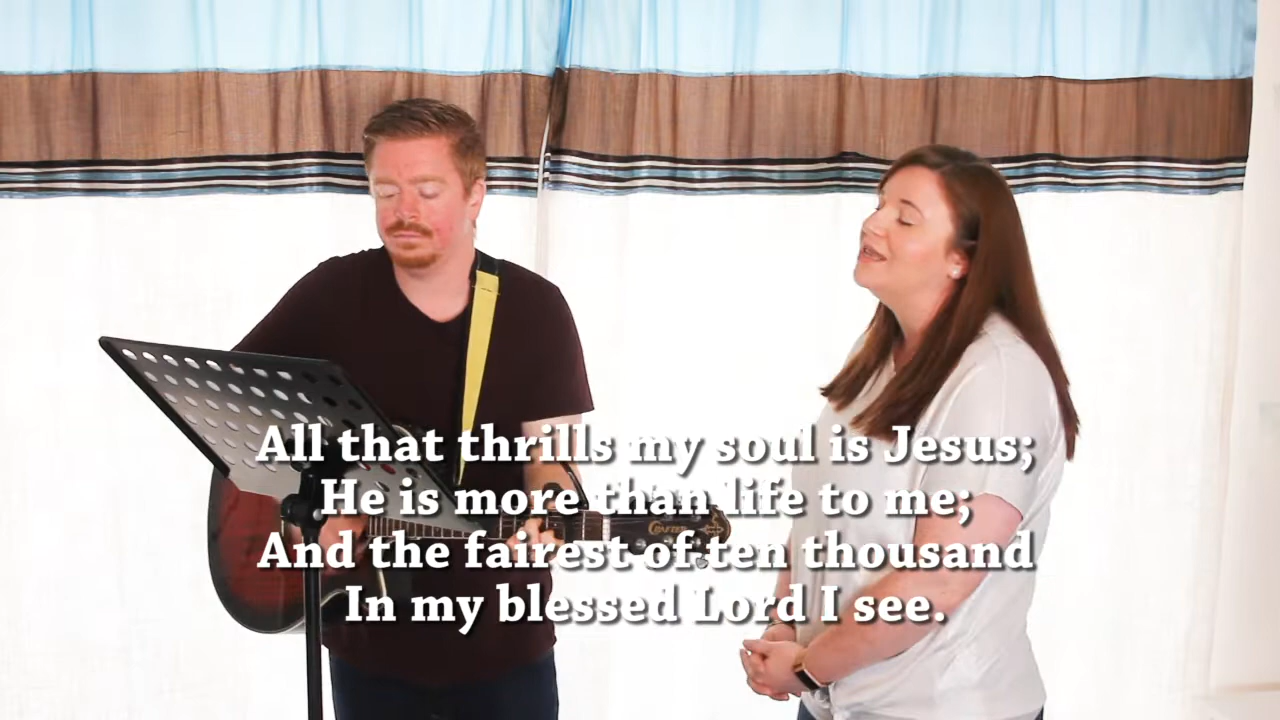 All that thrills my soul is Jesus;
He is more than life to me;
And the fairest of ten thousand
In my blessed Lord I see.
CRAFTER